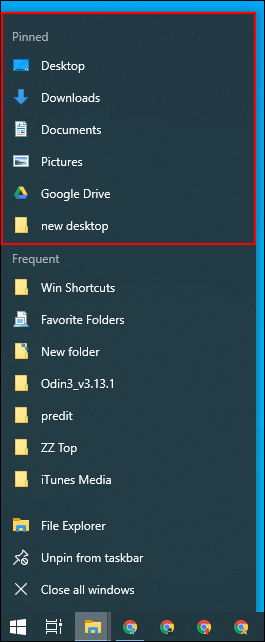 Pinned
Desktop
Downloads
Documents
Pictures
Google Drive
new desktop
Frequent
Win Shortcuts
Favorite Folders
New folder
Odin3_v3.13.1
predit
ZZ Top
iTunes Media
File Explorer
Unpin from taskbar
Close all windows